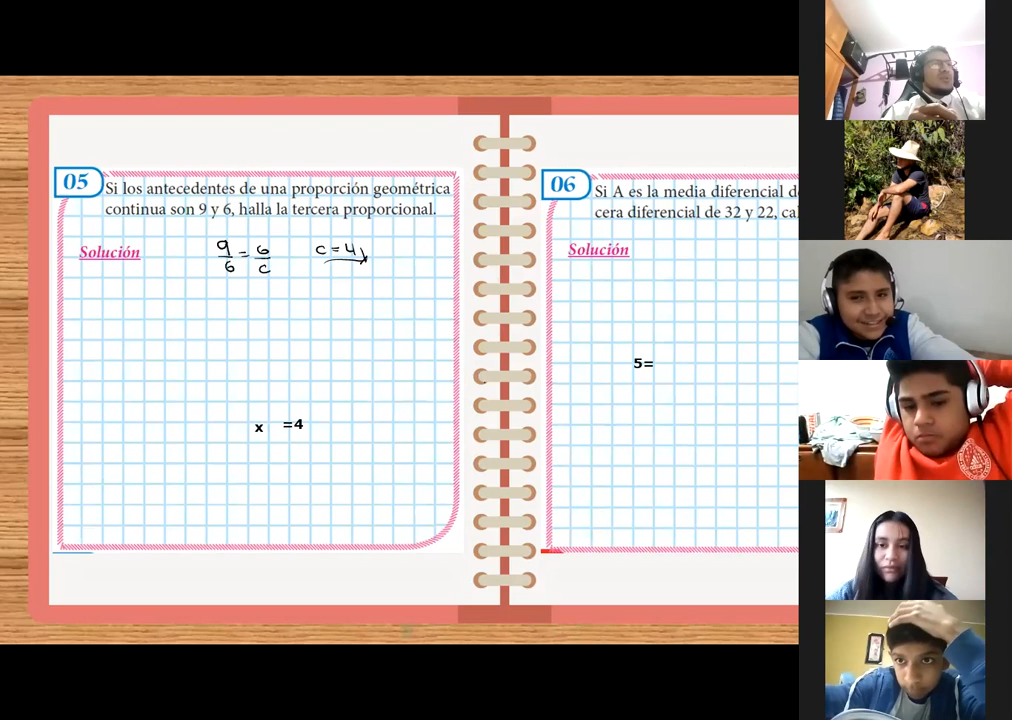 05
Si los antecedentes de una proporción geométrica
continua son 9 y 6, halla la tercera proporcional.
Solución
9/6 = 6/c
c = 4
x =4
06
Si A es la media diferencial d
cera diferencial de 32 y 22, cal
Solución
5=